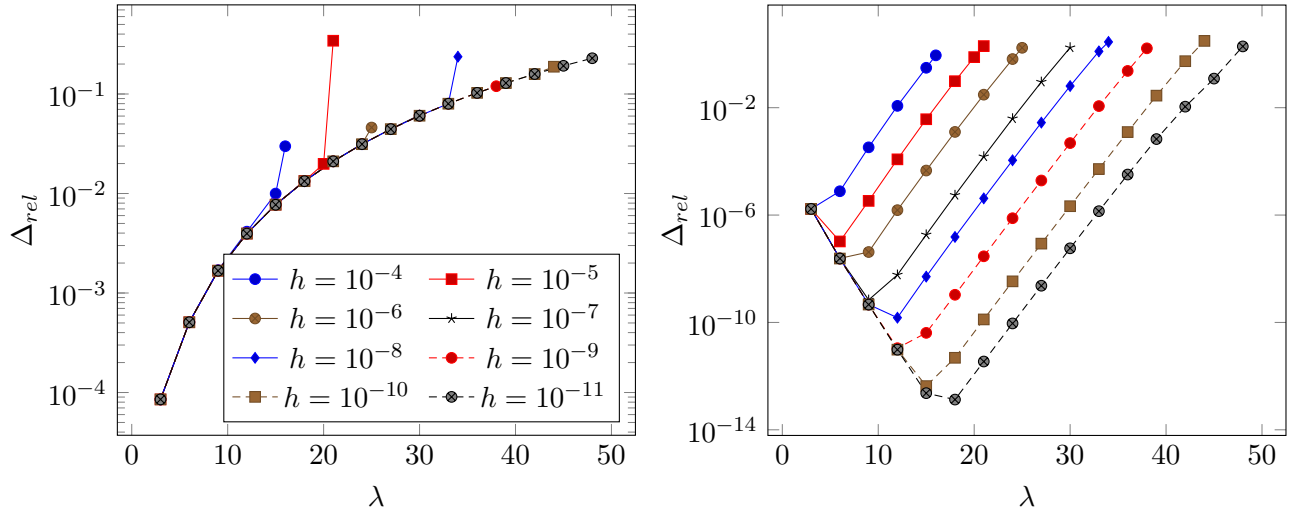 10^{-1}
10^{-2}
10^{-3}
10^{-4}
Δ_{rel}
h = 10^{-4} h = 10^{-5}
h = 10^{-6} h = 10^{-7}
h = 10^{-8} h = 10^{-9}
h = 10^{-10} h = 10^{-11}
0 10 20 30 40 50
λ
10^{-2}
10^{-6}
10^{-10}
10^{-14}
Δ_{rel}
0 10 20 30 40 50
λ